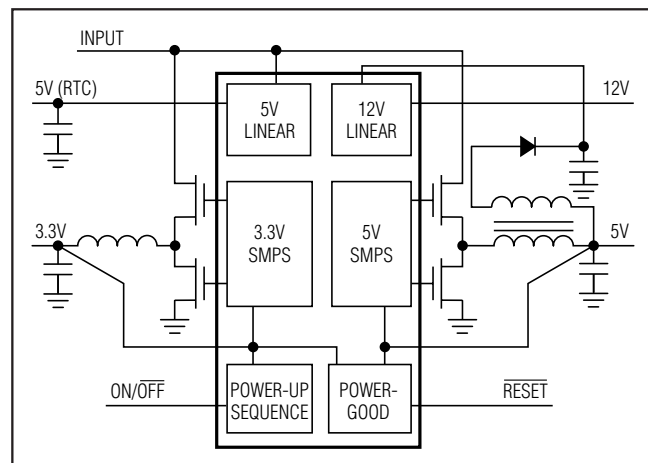 INPUT
5V (RTC)
5V
LINEAR
12V
LINEAR
12V
3.3V
3.3V
SMPS
5V
SMPS
5V
ON/OFF
POWER-UP
SEQUENCE
POWER-
GOOD
RESET